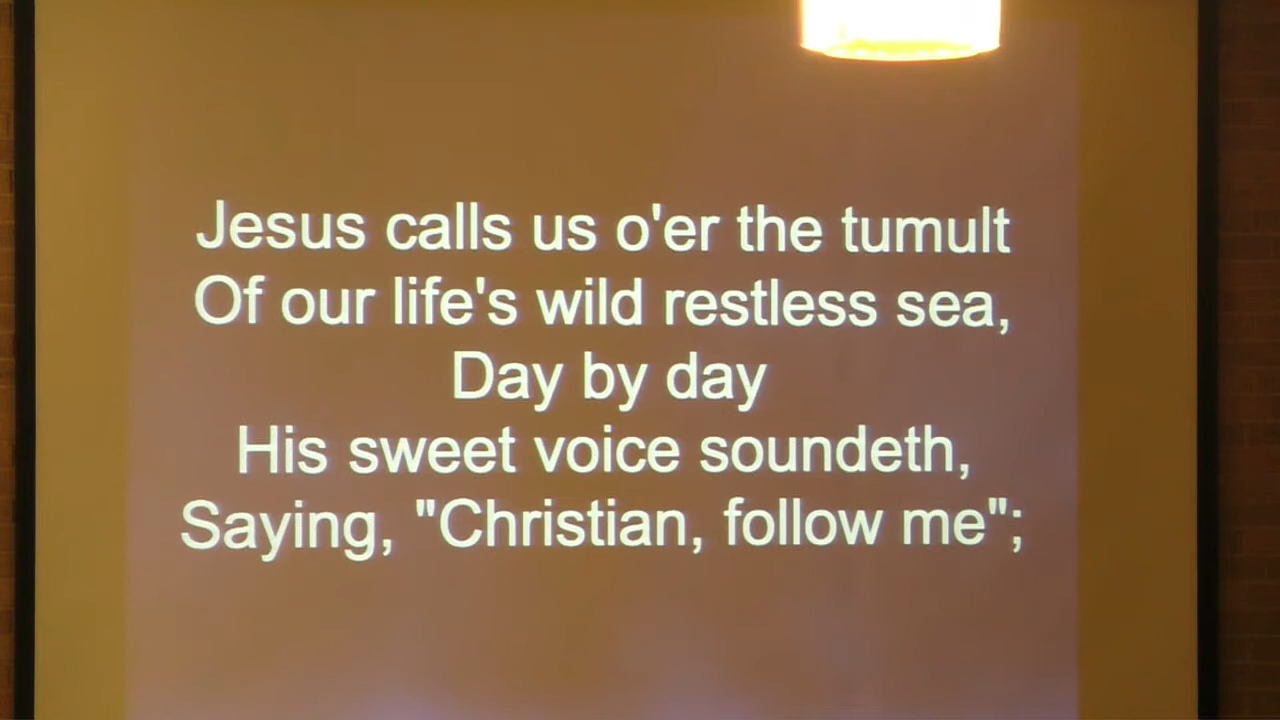 Jesus calls us o'er the tumult
Of our life's wild restless sea,
Day by day
His sweet voice soundeth,
Saying, "Christian, follow me";